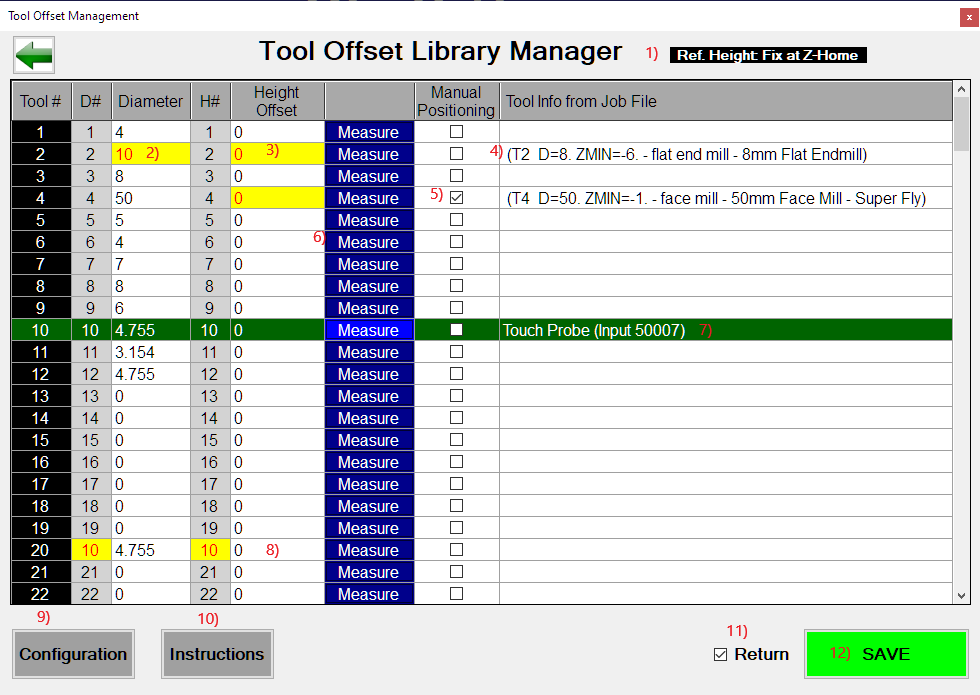 Tool Offset Management
x
Tool Offset Library Manager 1) Ref. Height: Fix at Z-Home
Tool # D# Diameter H# Height Offset Manual Positioning Tool Info from Job File
1 1 4 1 0 Measure
2 2 10 2) 2 0 3) Measure 4) (T2 D=8. ZMIN=-6. - flat end mill - 8mm Flat Endmill)
3 3 8 3 0 Measure
4 4 50 4 0 Measure 5) (T4 D=50. ZMIN=-1. - face mill - 50mm Face Mill - Super Fly)
5 5 5 5 0 Measure
6 6 4 6 0 6) Measure
7 7 7 7 0 Measure
8 8 8 8 0 Measure
9 9 6 9 0 Measure
10 10 4.755 10 0 Measure Touch Probe (Input 50007) 7)
11 11 3.154 11 0 Measure
12 12 4.755 12 0 Measure
13 13 0 13 0 Measure
14 14 0 14 0 Measure
15 15 0 15 0 Measure
16 16 0 16 0 Measure
17 17 0 17 0 Measure
18 18 0 18 0 Measure
19 19 0 19 0 Measure
20 10 4.755 10 0 8) Measure
21 21 0 21 0 Measure
22 22 0 22 0 Measure
9) 10) 11)
Configuration Instructions Return 12) SAVE